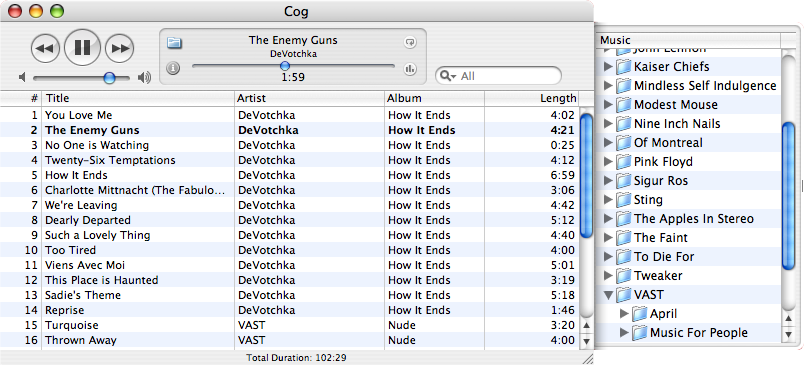 Cog
The Enemy Guns
DeVotchka
1:59
All
# Title Artist Album Length
1 You Love Me DeVotchka How It Ends 4:02
2 The Enemy Guns DeVotchka How It Ends 4:21
3 No One is Watching DeVotchka How It Ends 0:25
4 Twenty-Six Temptations DeVotchka How It Ends 4:12
5 How It Ends DeVotchka How It Ends 6:59
6 Charlotte Mittnacht (The Fabulo... DeVotchka How It Ends 3:06
7 We're Leaving DeVotchka How It Ends 4:42
8 Dearly Departed DeVotchka How It Ends 5:12
9 Such a Lovely Thing DeVotchka How It Ends 4:40
10 Too Tired DeVotchka How It Ends 4:00
11 Viens Avec Moi DeVotchka How It Ends 5:01
12 This Place is Haunted DeVotchka How It Ends 3:19
13 Sadie's Theme DeVotchka How It Ends 5:18
14 Reprise DeVotchka How It Ends 1:46
15 Turquoise VAST Nude 3:20
16 Thrown Away VAST Nude 4:00
Total Duration: 102:29
Music
John Lennon
Kaiser Chiefs
Mindless Self Indulgence
Modest Mouse
Nine Inch Nails
Of Montreal
Pink Floyd
Sigur Ros
Sting
The Apples In Stereo
The Faint
To Die For
Tweaker
VAST
April
Music For People